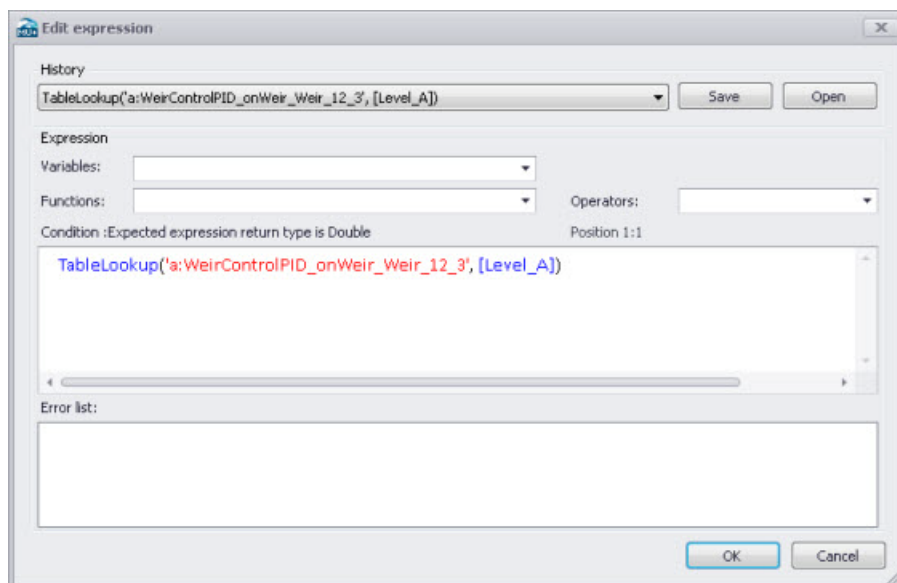 Edit expression
History
TableLookup('a:WeirControlPID_onWeir_Weir_12_3', [Level_A])
Save
Open
Expression
Variables:
Functions:
Operators:
Condition :Expected expression return type is Double
Position 1:1
TableLookup('a:WeirControlPID_onWeir_Weir_12_3', [Level_A])
Error list:
OK
Cancel